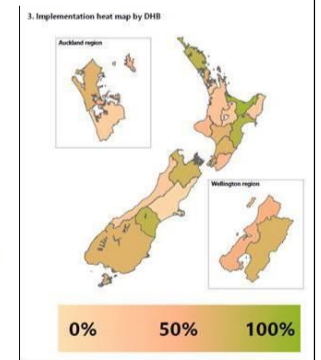 3. Implementation heat map by DHB
Auckland region
Wellington region
0% 50% 100%